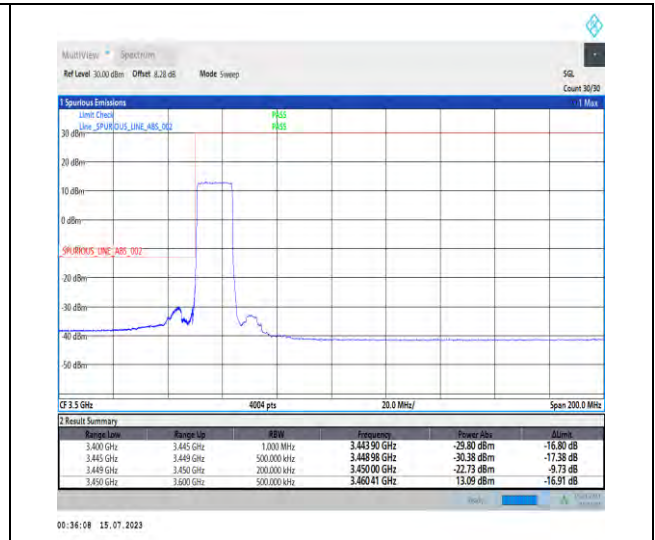 MultiView Spectrum
Ref Level 30.00 dBm Offset 8.28 dB Mode Sweep SGL
Count 30/30
1 Spurious Emissions 1 Max
Limit Check PASS
Line _SPURIOUS_LINE_ABS_002 PASS
30 dBm
20 dBm
10 dBm
0 dBm
SPURIOUS_LINE_ABS_002
-20 dBm
-30 dBm
-40 dBm
-50 dBm
CF 3.5 GHz 4004 pts 20.0 MHz/ Span 200.0 MHz
2 Result Summary
Range Low Range Up RBW Frequency Power Abs ΔLimit
3.400 GHz 3.445 GHz 1.000 MHz 3.443 90 GHz -29.80 dBm -16.80 dB
3.445 GHz 3.449 GHz 500.000 kHz 3.448 98 GHz -30.38 dBm -17.38 dB
3.449 GHz 3.450 GHz 200.000 kHz 3.450 00 GHz -22.73 dBm -9.73 dB
3.450 GHz 3.600 GHz 500.000 kHz 3.460 41 GHz 13.09 dBm -16.91 dB
Ready
00:36:08 15.07.2023